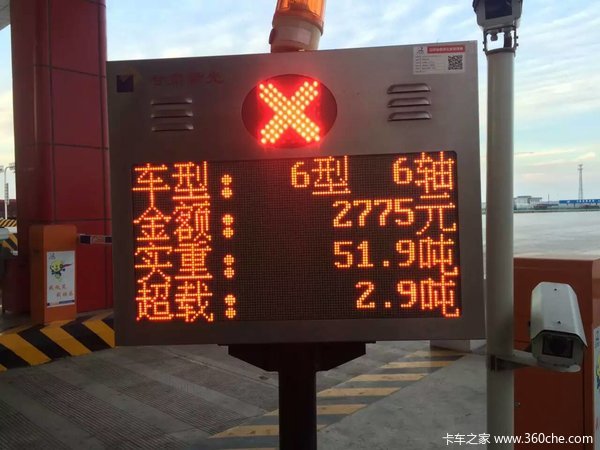 车型: 6型 6轴
金额: 2775元
实重: 51.9吨
超载: 2.9吨
卡车之家 www.360che.com